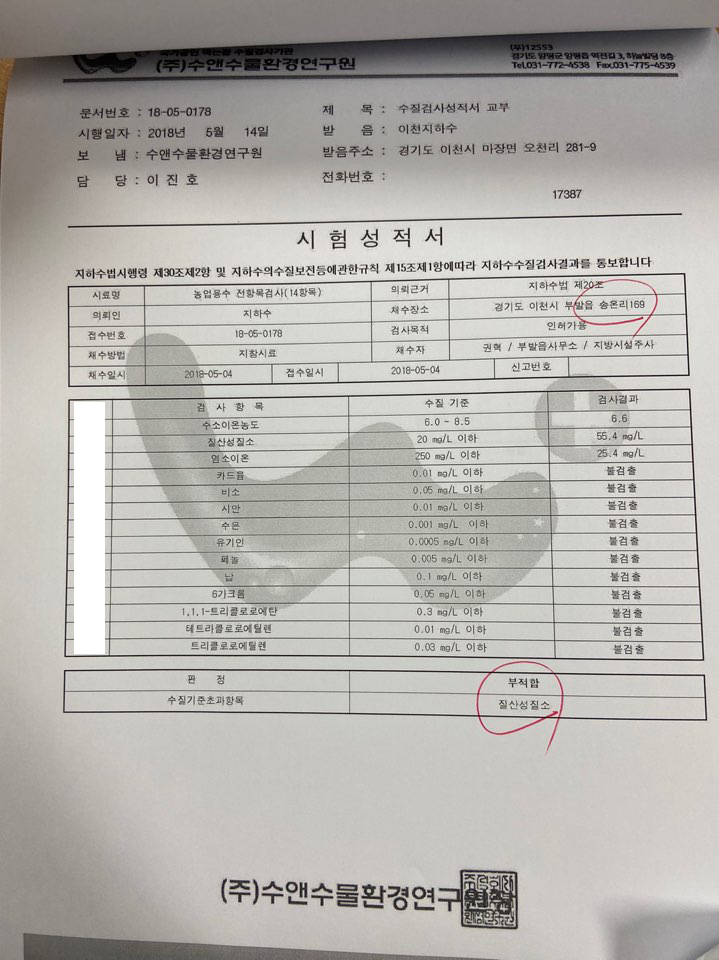 국가공인 먹는물 수질검사기관
(주)수앤수물환경연구원
(우)12553
경기도 양평군 양평읍 역전길 3, 하늘빌딩 8층
Tel.031-772-4538 Fax.031-775-4539
문서번호 : 18-05-0178 제 목 : 수질검사성적서 교부
시행일자 : 2018년 5월 14일 받 음 : 이천지하수
보 냄 : 수앤수물환경연구원 받음주소 : 경기도 이천시 마장면 오천리 281-9
담 당 : 이진호 전화번호 :
17387
시험성적서
지하수법시행령 제30조제2항 및 지하수의수질보전등에관한규칙 제15조제1항에따라 지하수수질검사결과를 통보합니다
시료명 농업용수 전항목검사(14항목) 의뢰근거 지하수법 제20조
의뢰인 지하수 채수장소 경기도 이천시 부발읍 송온리169
접수번호 18-05-0178 검사목적 인허가용
채수방법 지참시료 채수자 권혁 / 부발읍사무소 / 지방시설주사
채수일시 2018-05-04 접수일시 2018-05-04 신고번호
검 사 항 목 수질 기준 검사결과
수소이온농도 6.0 - 8.5 6.6
질산성질소 20 mg/L 이하 55.4 mg/L
염소이온 250 mg/L 이하 25.4 mg/L
카드뮴 0.01 mg/L 이하 불검출
비소 0.05 mg/L 이하 불검출
시안 0.01 mg/L 이하 불검출
수은 0.001 mg/L 이하 불검출
유기인 0.0005 mg/L 이하 불검출
페놀 0.005 mg/L 이하 불검출
납 0.1 mg/L 이하 불검출
6가크롬 0.05 mg/L 이하 불검출
1,1,1-트리클로로에탄 0.3 mg/L 이하 불검출
테트라클로로에틸렌 0.01 mg/L 이하 불검출
트리클로로에틸렌 0.03 mg/L 이하 불검출
판 정 부적합
수질기준초과항목 질산성질소
(주)수앤수물환경연구원장